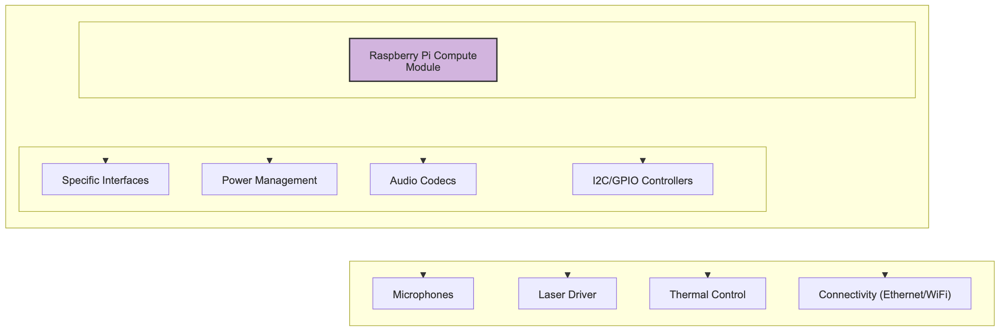 Raspberry Pi Compute
Module
Specific Interfaces
Power Management
Audio Codecs
I2C/GPIO Controllers
Microphones
Laser Driver
Thermal Control
Connectivity (Ethernet/WiFi)